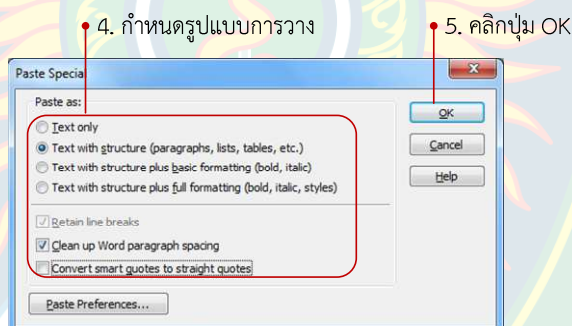 4. กำหนดรูปแบบการวาง
5. คลิกปุ่ม OK
Paste Special
Paste as:
Text only
Text with structure (paragraphs, lists, tables, etc.)
Text with structure plus basic formatting (bold, italic)
Text with structure plus full formatting (bold, italic, styles)
Retain line breaks
Clean up Word paragraph spacing
Convert smart quotes to straight quotes
Paste Preferences...
OK
Cancel
Help